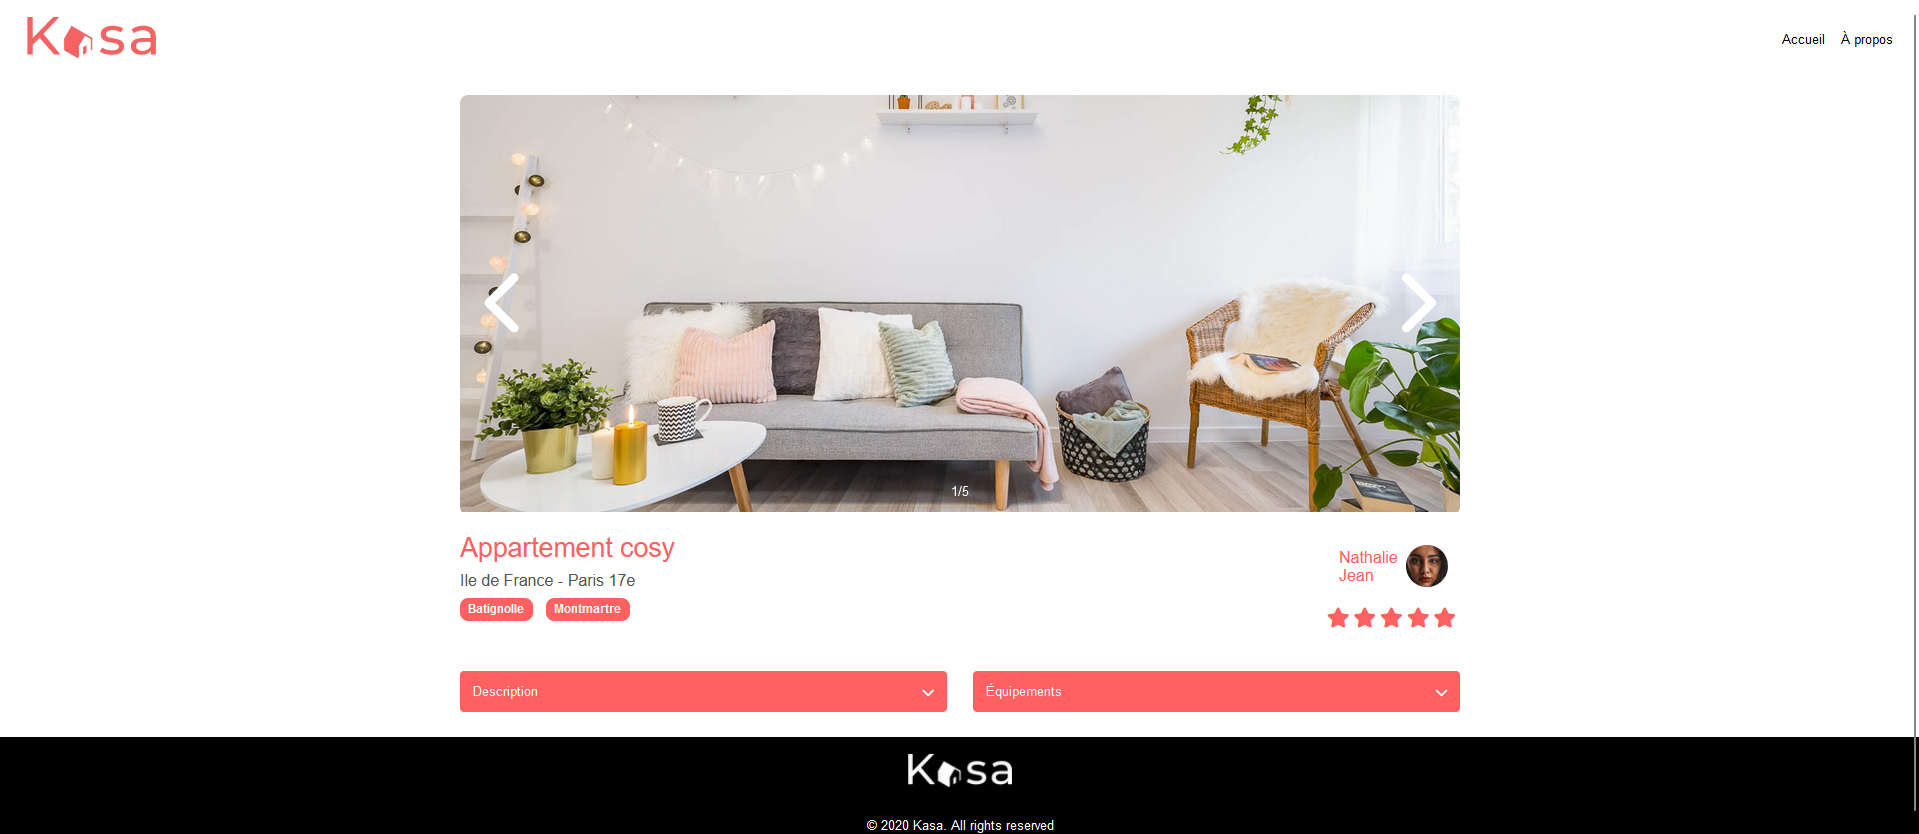 Kasa
Accueil À propos
1/5
Appartement cosy
Ile de France - Paris 17e
Batignolle Montmartre
Nathalie
Jean
Description
Équipements
Kasa
© 2020 Kasa. All rights reserved